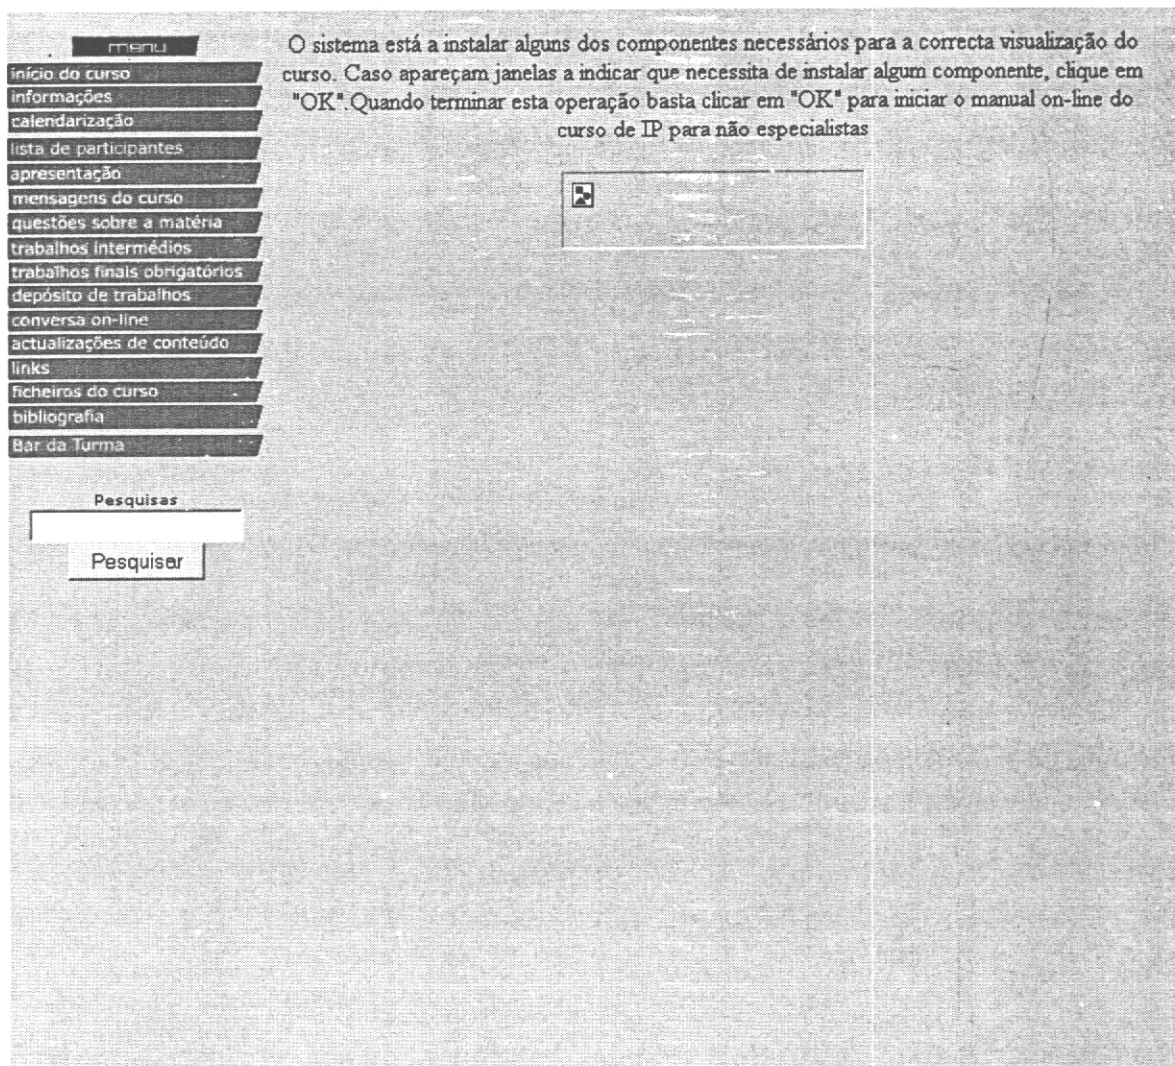 menu
início do curso
informações
calendarização
lista de participantes
apresentação
mensagens do curso
questões sobre a matéria
trabalhos intermédios
trabalhos finais obrigatórios
depósito de trabalhos
conversa on-line
actualizações de conteúdo
links
ficheiros do curso
bibliografia
Bar da Turma
Pesquisas
Pesquisar
O sistema está a instalar alguns dos componentes necessários para a correcta visualização do
curso. Caso apareçam janelas a indicar que necessita de instalar algum componente, clique em
"OK".Quando terminar esta operação basta clicar em "OK" para iniciar o manual on-line do
curso de IP para não especialistas